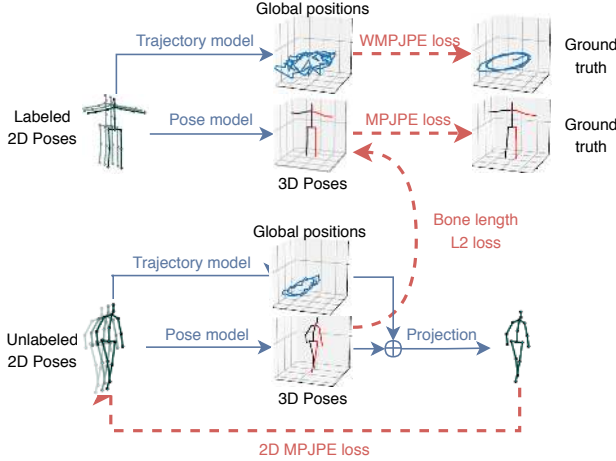 Global positions
Trajectory model
WMPJPE loss
Ground
truth
Labeled
2D Poses
Pose model
MPJPE loss
Ground
truth
3D Poses
Bone length
L2 loss
Global positions
Trajectory model
Unlabeled
2D Poses
Pose model
Projection
3D Poses
2D MPJPE loss